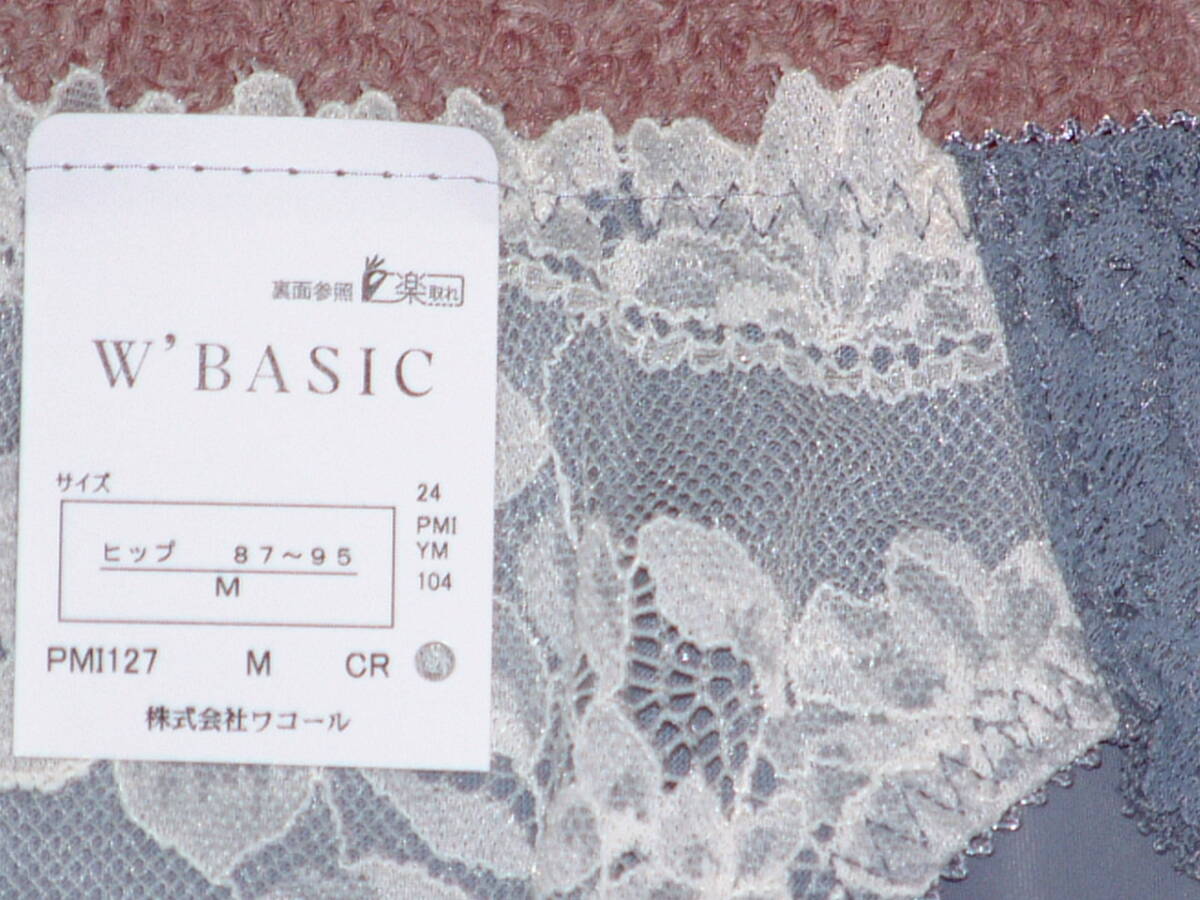 裏面参照 楽取れ
W'BASIC
サイズ
ヒップ 87～95
M
24
PMI
YM
104
PMI127 M CR
株式会社ワコール